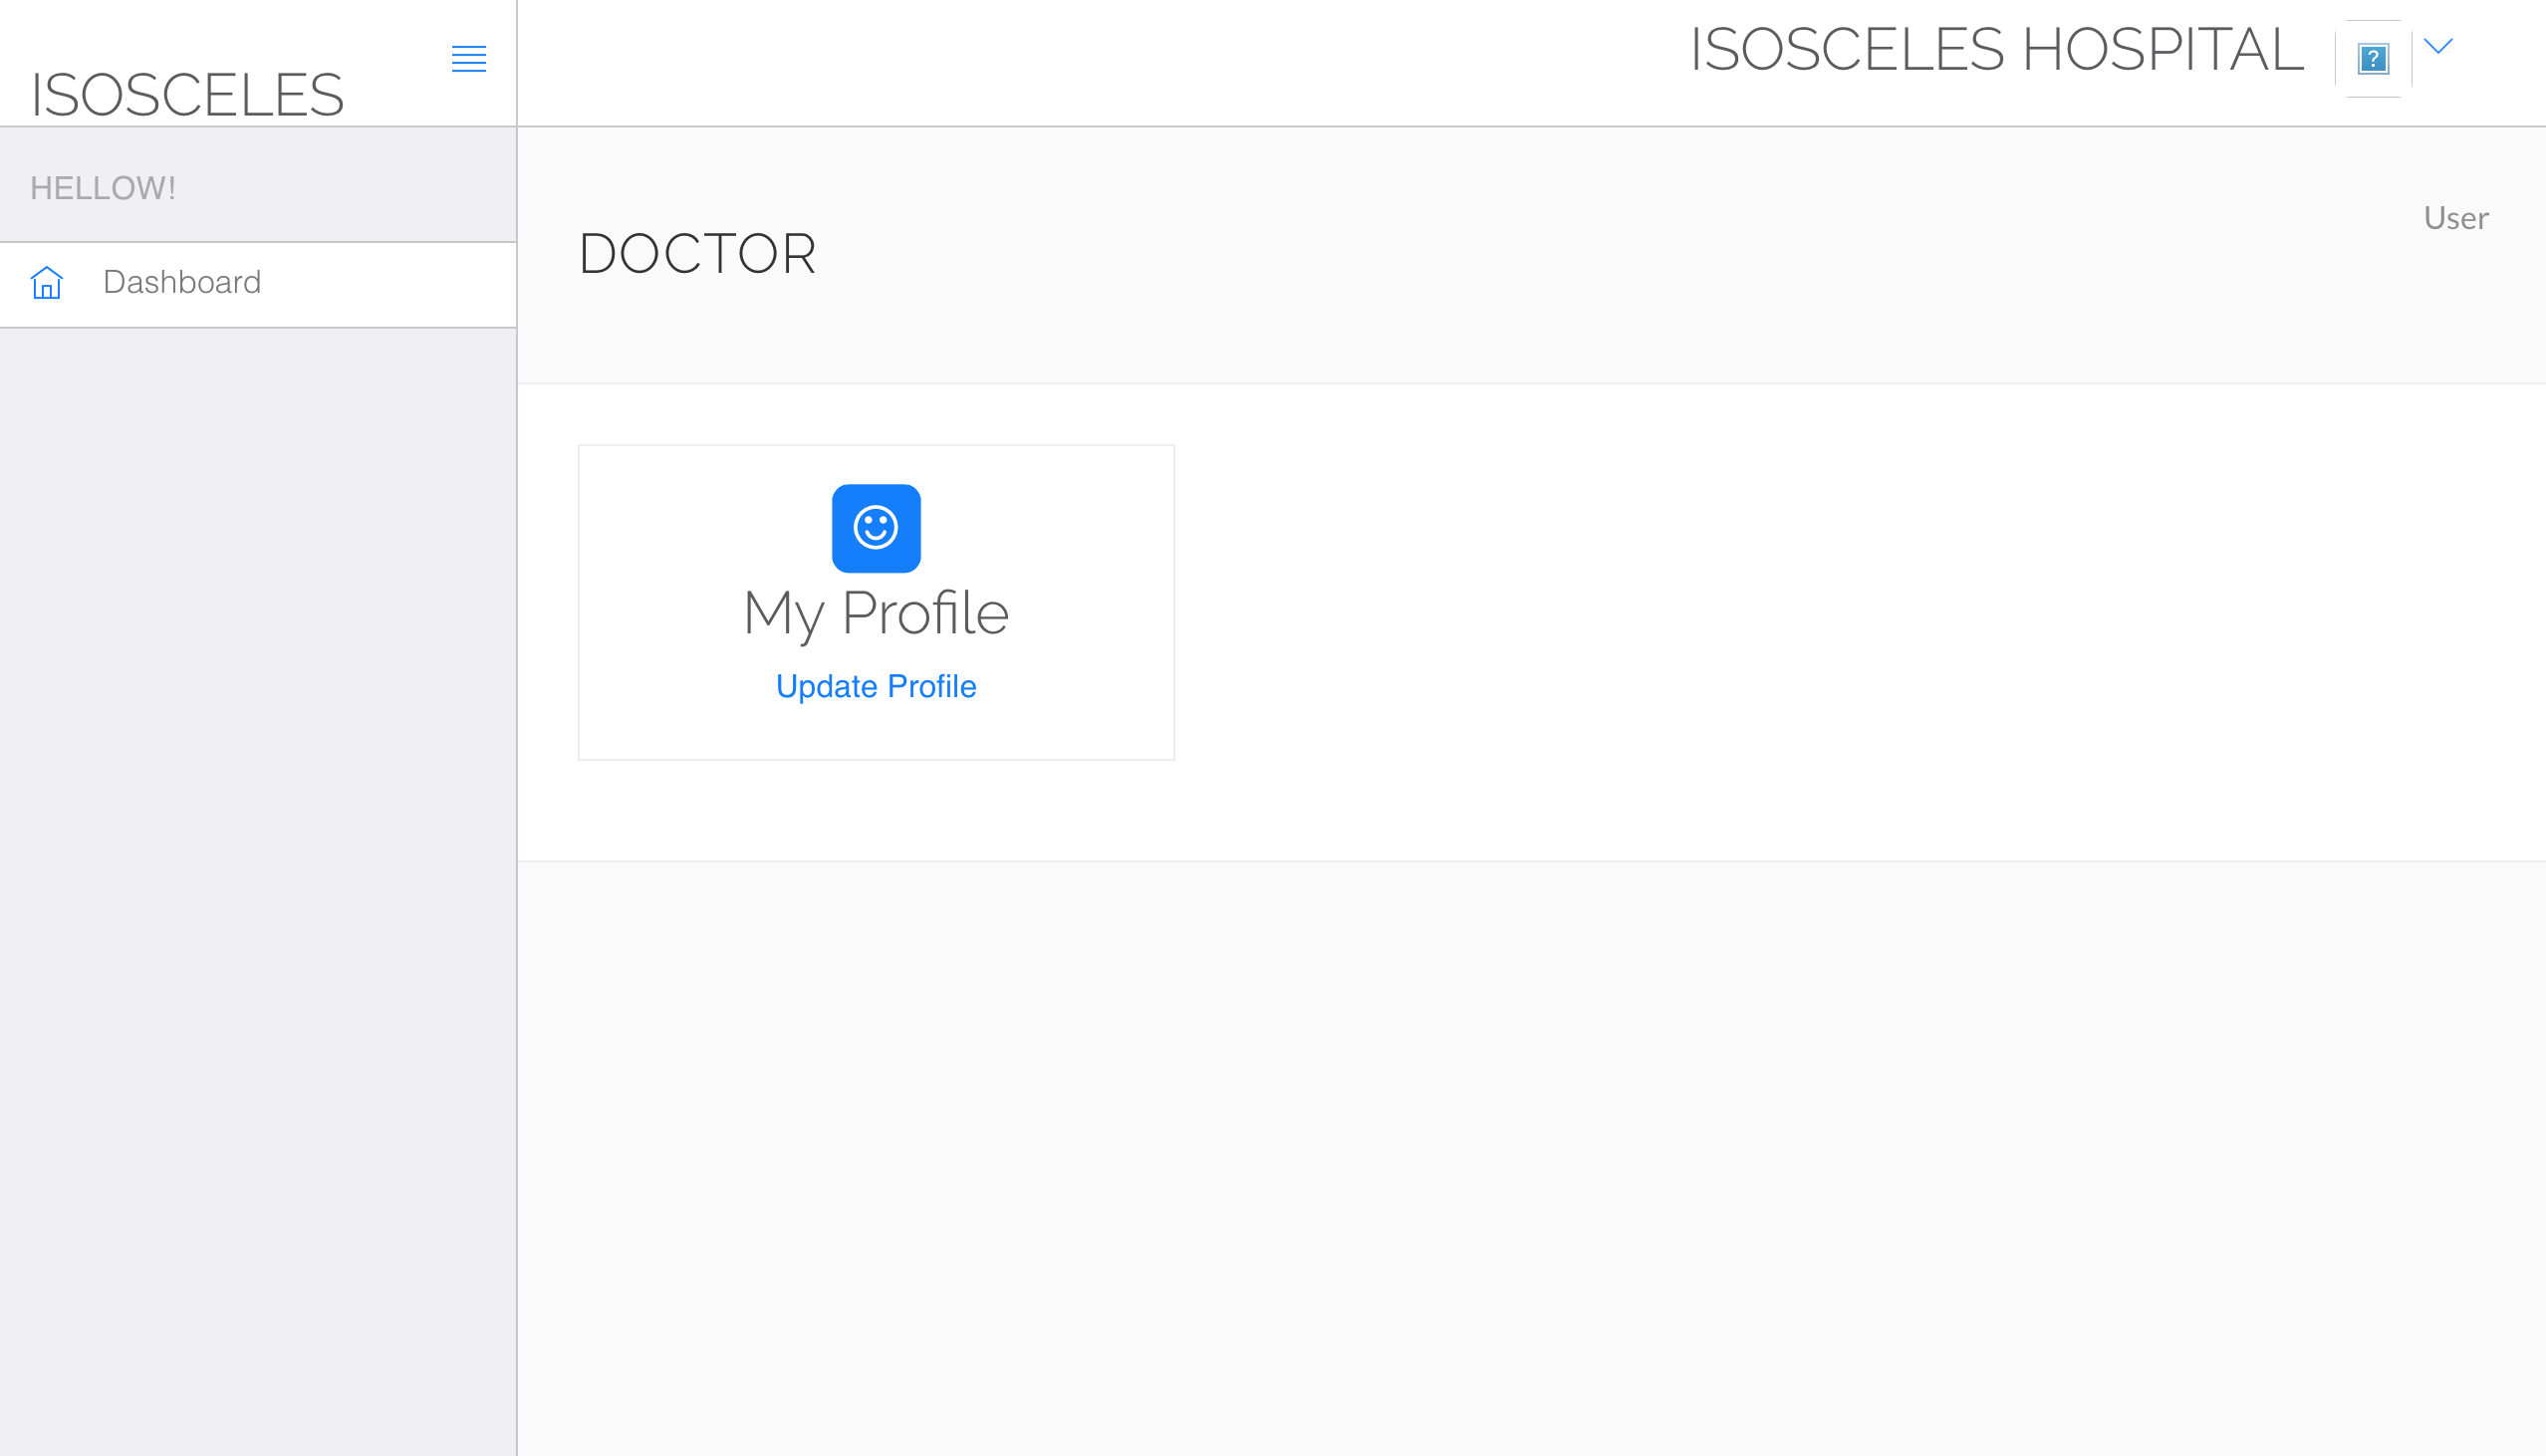 ISOSCELES
ISOSCELES HOSPITAL
?
HELLOW!
Dashboard
DOCTOR
User
My Profile
Update Profile